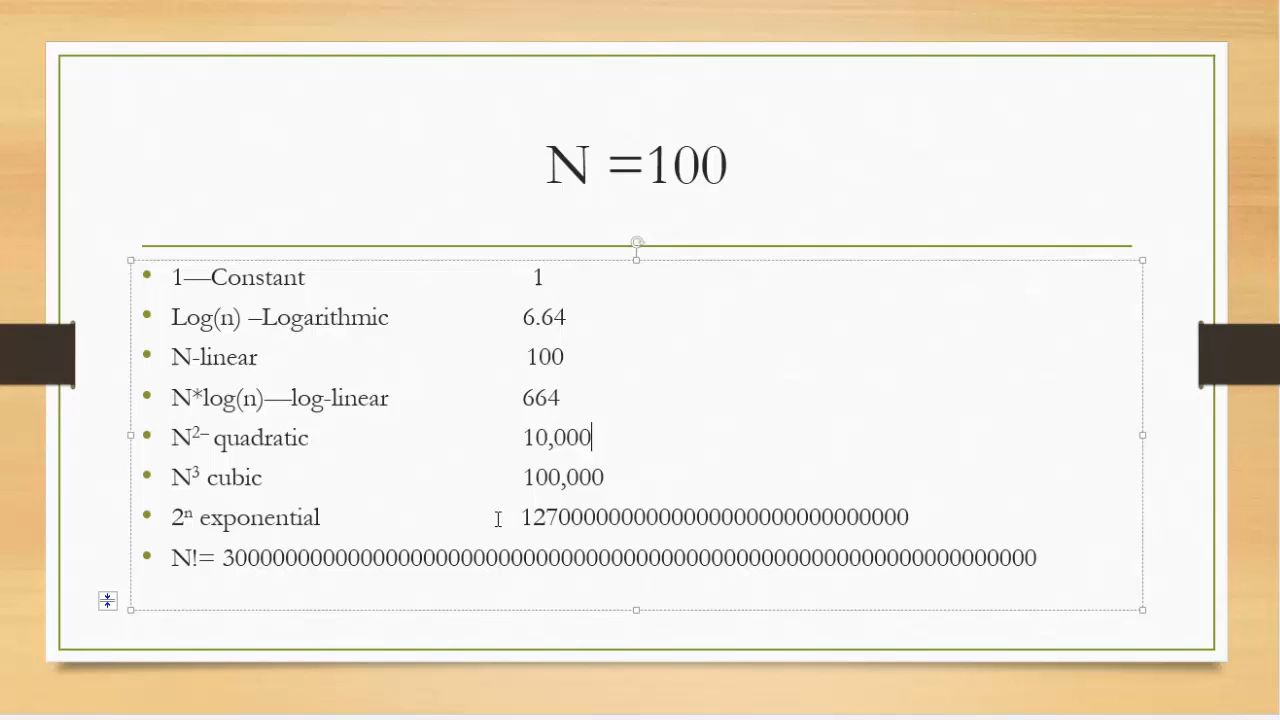 N =100
1—Constant 1
Log(n) –Logarithmic 6.64
N-linear 100
N*log(n)—log-linear 664
N²⁻ quadratic 10,000
N³ cubic 100,000
2ⁿ exponential 1270000000000000000000000000000
N!= 30000000000000000000000000000000000000000000000000000000000000000